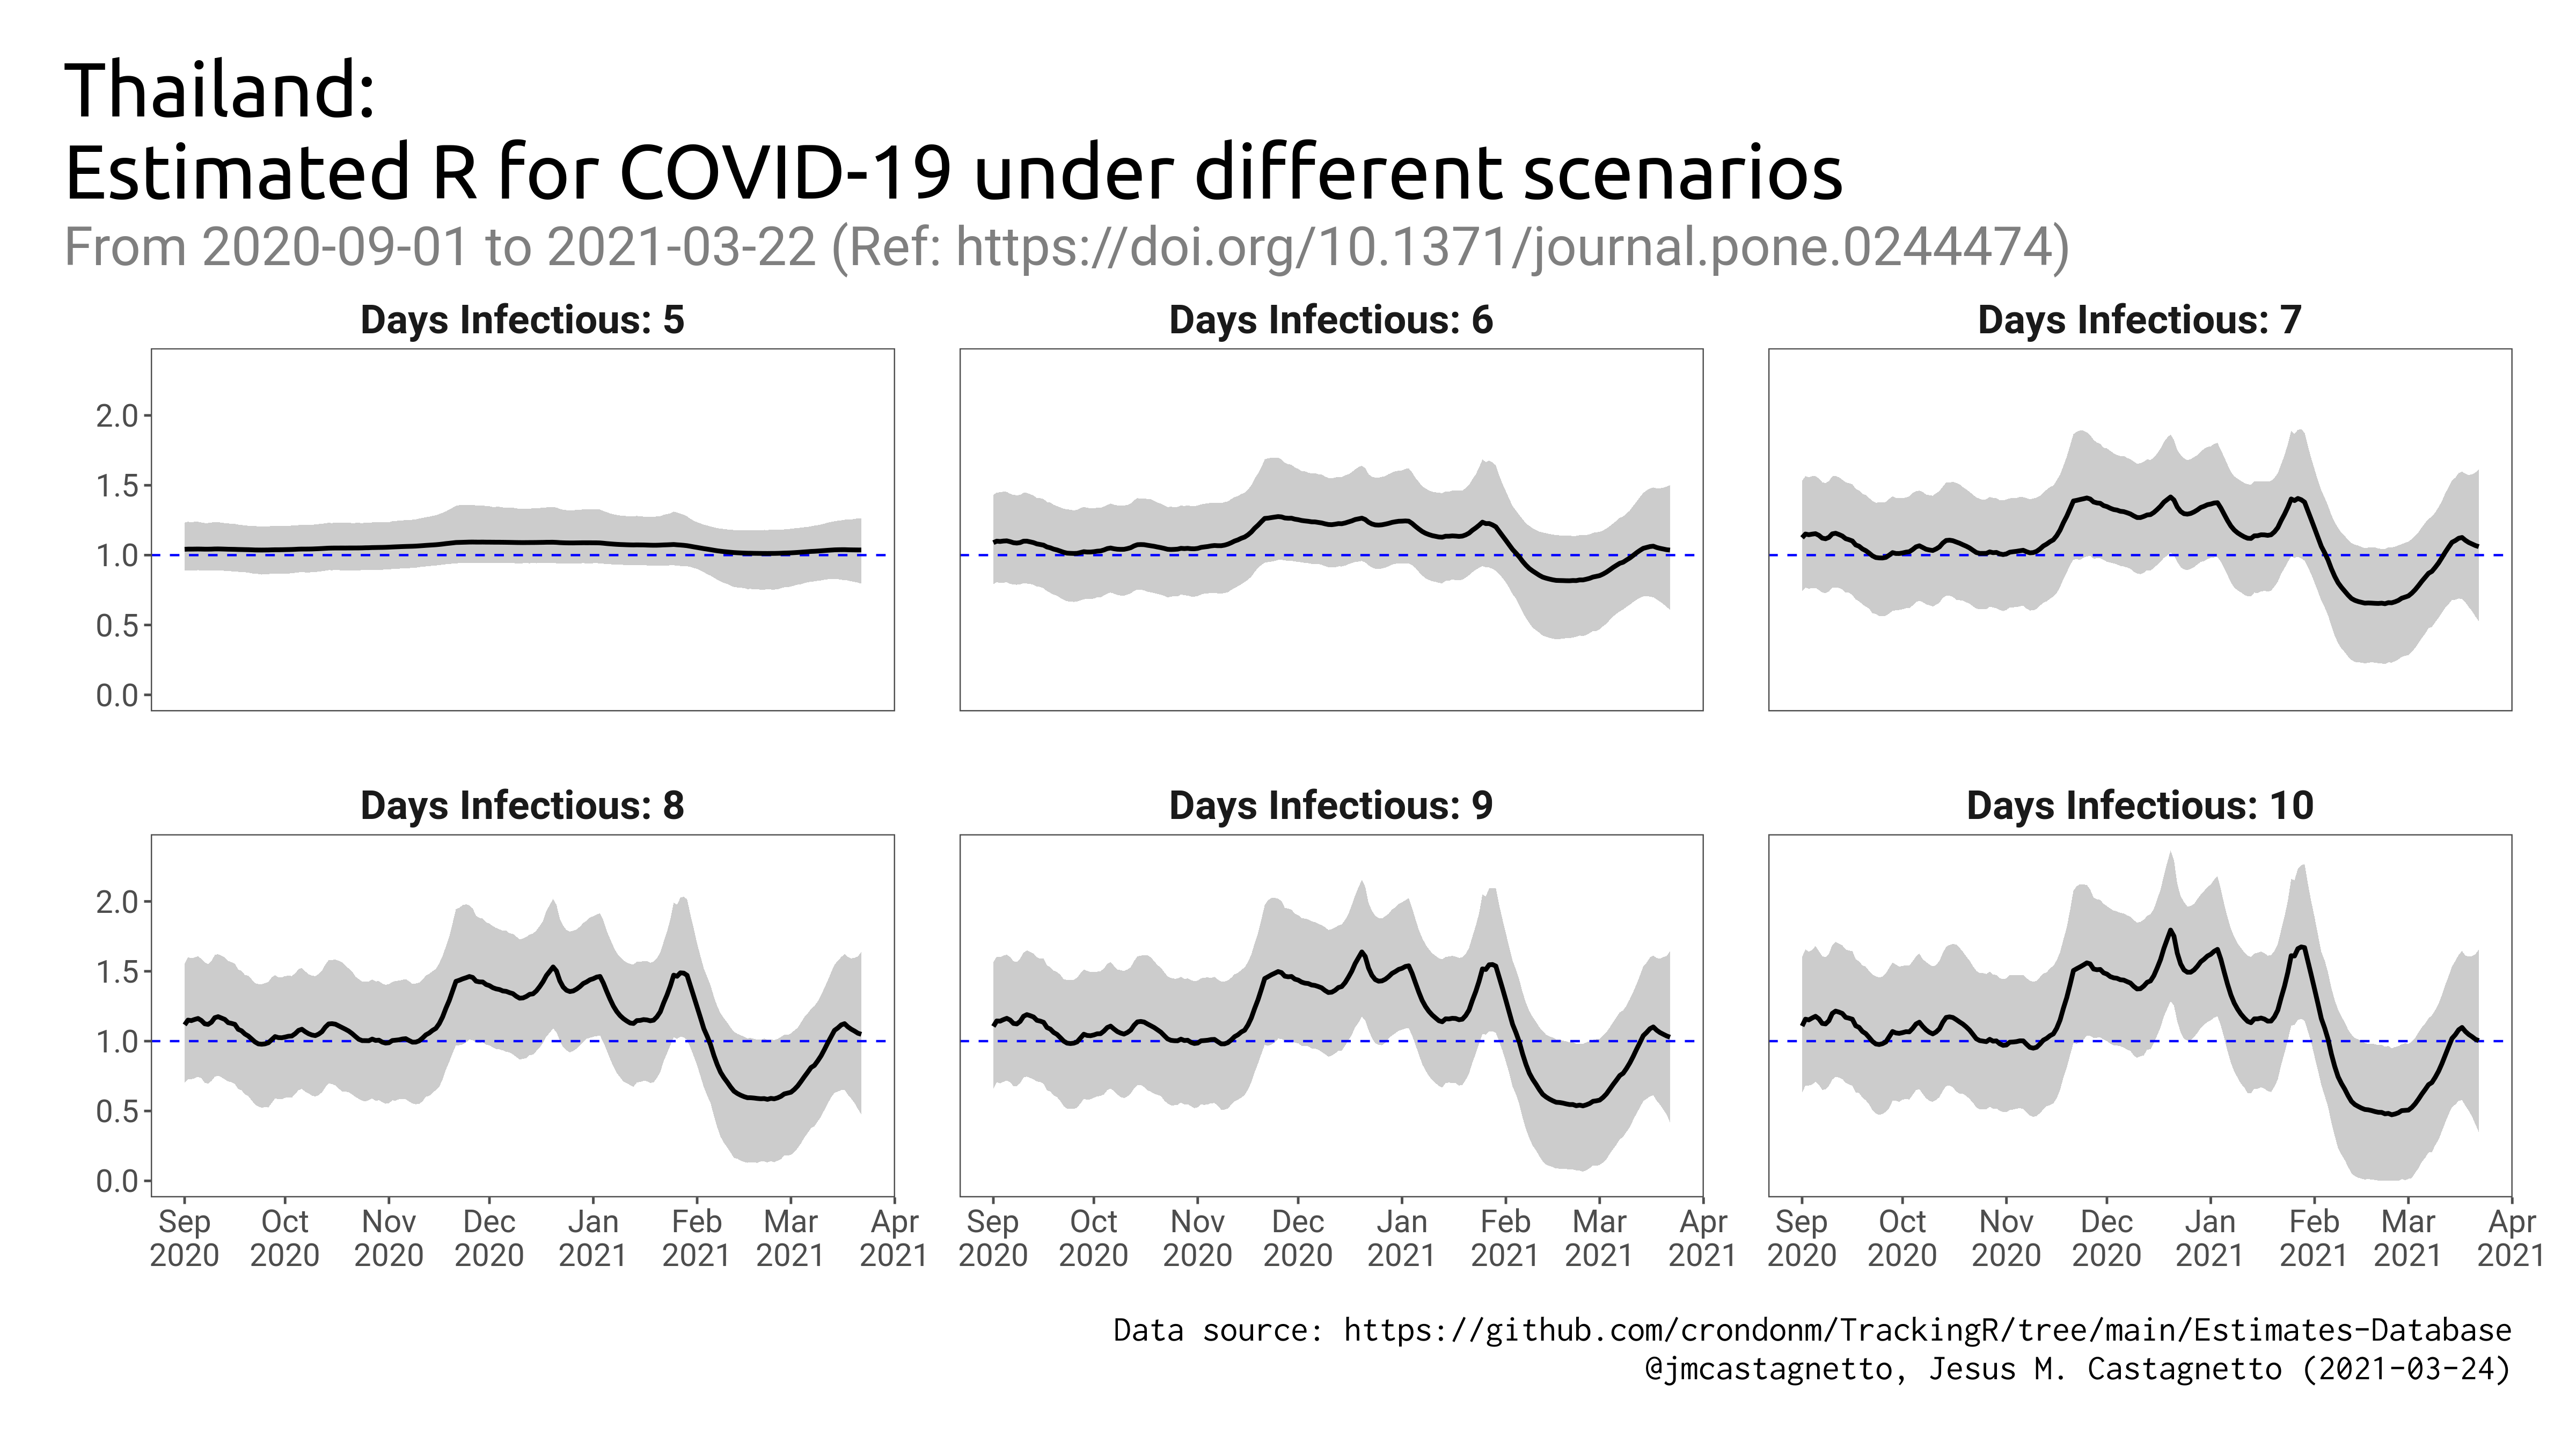 Thailand:
Estimated R for COVID-19 under different scenarios
From 2020-09-01 to 2021-03-22 (Ref: https://doi.org/10.1371/journal.pone.0244474)
Days Infectious: 5
Days Infectious: 6
Days Infectious: 7
2.0
1.5
1.0
0.5
0.0
Days Infectious: 8
Days Infectious: 9
Days Infectious: 10
2.0
1.5
1.0
0.5
0.0
Sep Oct Nov Dec Jan Feb Mar Apr
2020 2020 2020 2020 2021 2021 2021 2021
Sep Oct Nov Dec Jan Feb Mar Apr
2020 2020 2020 2020 2021 2021 2021 2021
Sep Oct Nov Dec Jan Feb Mar Apr
2020 2020 2020 2020 2021 2021 2021 2021
Data source: https://github.com/crondonm/TrackingR/tree/main/Estimates-Database
@jmcastagnetto, Jesus M. Castagnetto (2021-03-24)